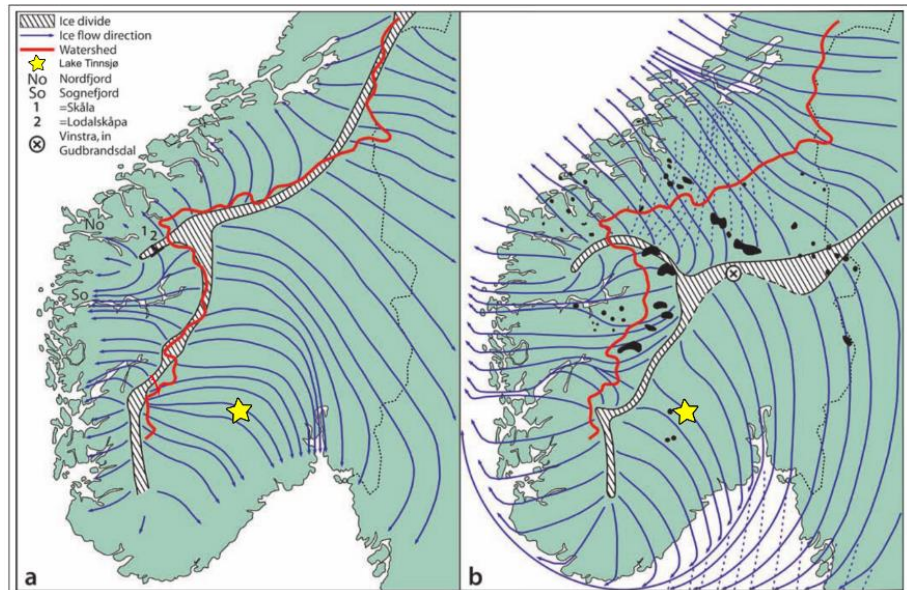 Ice divide
Ice flow direction
Watershed
Lake Tinnsjø
No Nordfjord
So Sognefjord
1 =Skåla
2 =Lodalskåpa
Vinstra, in
Gudbrandsdal
No
1 2
So
a
b